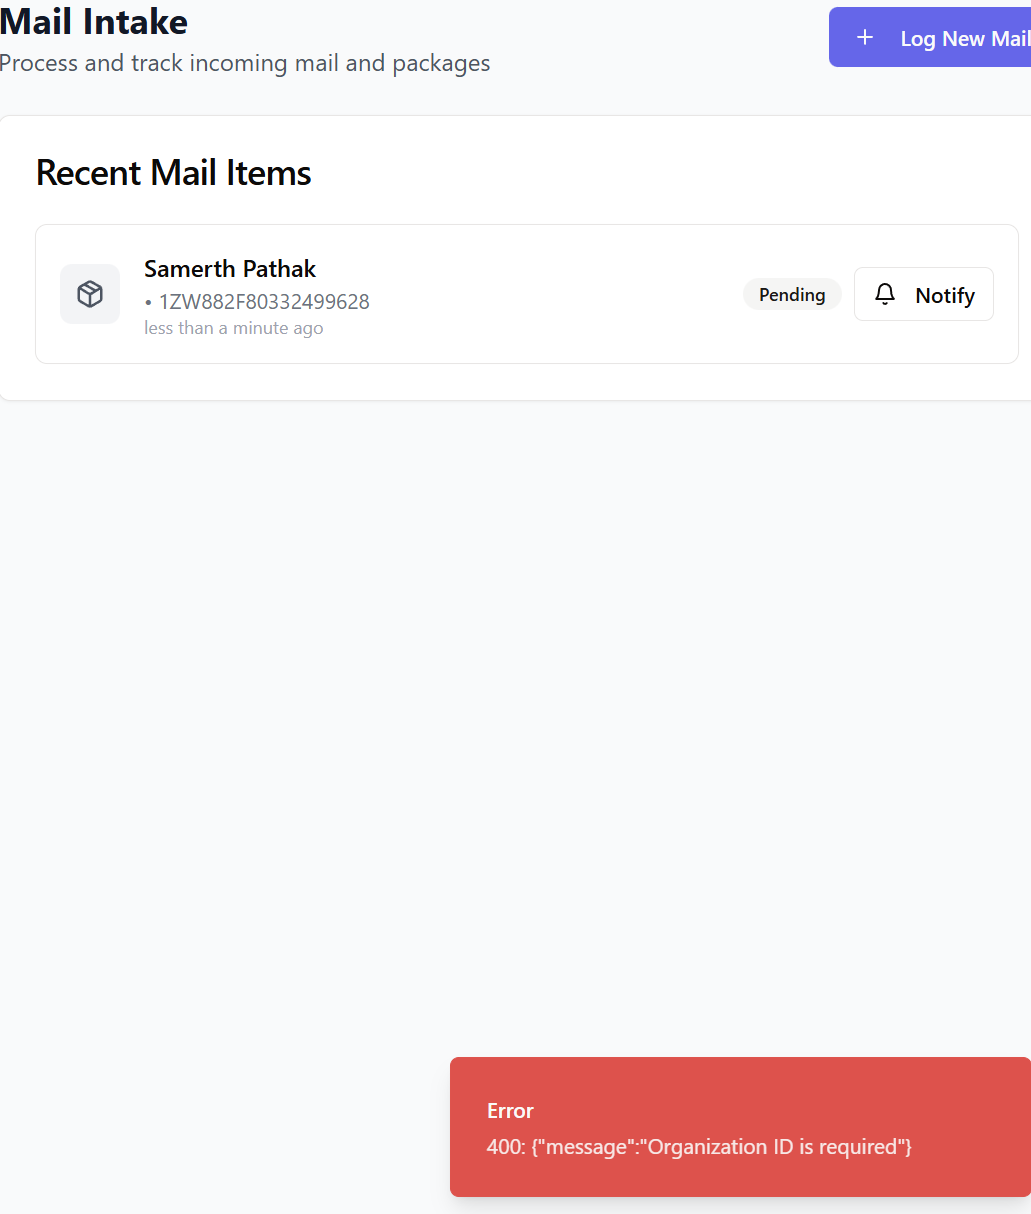 Mail Intake
Process and track incoming mail and packages
+ Log New Mail
Recent Mail Items
Samerth Pathak
• 1ZW882F80332499628
less than a minute ago
Pending
Notify
Error
400: {"message":"Organization ID is required"}